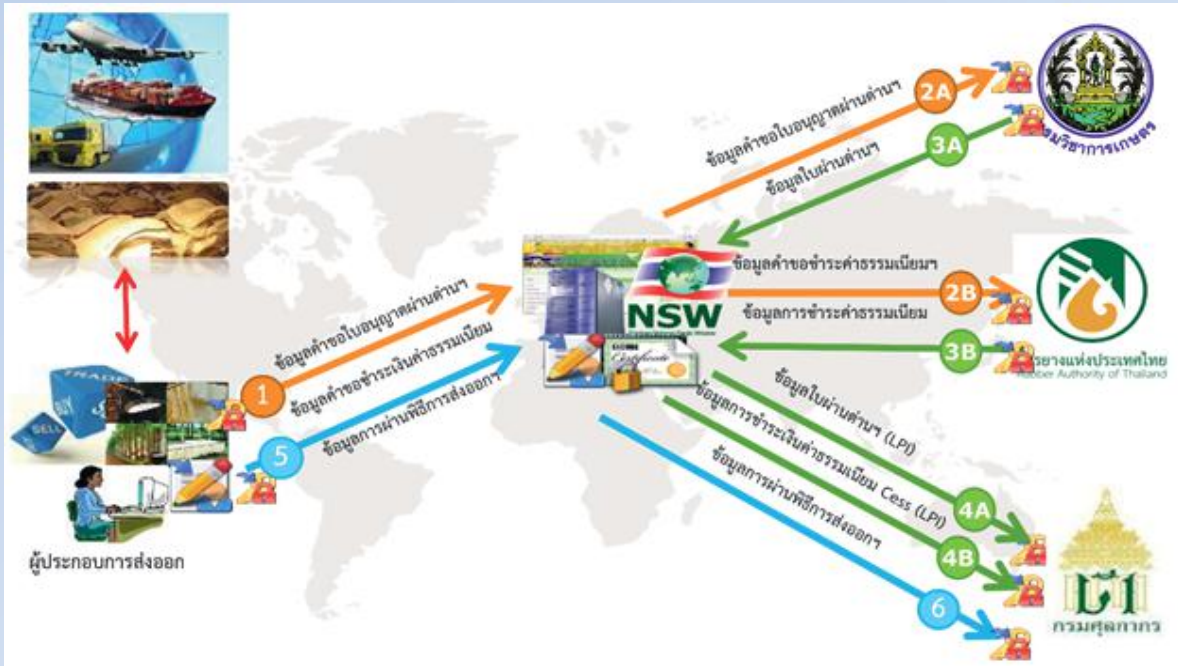 2A
ข้อมูลคำขอใบอนุญาตผ่านด่านฯ
3A
ข้อมูลใบผ่านด่านฯ
กรมวิชาการเกษตร
ข้อมูลคำขอใบอนุญาตผ่านด่านฯ
1
ข้อมูลคำขอชำระเงินค่าธรรมเนียม
5
ข้อมูลการผ่านพิธีการส่งออกฯ
TRADE
BUY
SELL
ผู้ประกอบการส่งออก
NSW
Certificate
ข้อมูลคำขอชำระค่าธรรมเนียมฯ
2B
ข้อมูลการชำระค่าธรรมเนียม
3B
รยางแห่งประเทศไทย
Rubber Authority of Thailand
ข้อมูลใบผ่านด่านฯ (LPI)
4A
ข้อมูลการชำระเงินค่าธรรมเนียม Cess (LPI)
4B
ข้อมูลการผ่านพิธีการส่งออกฯ
6
กรมศุลกากร